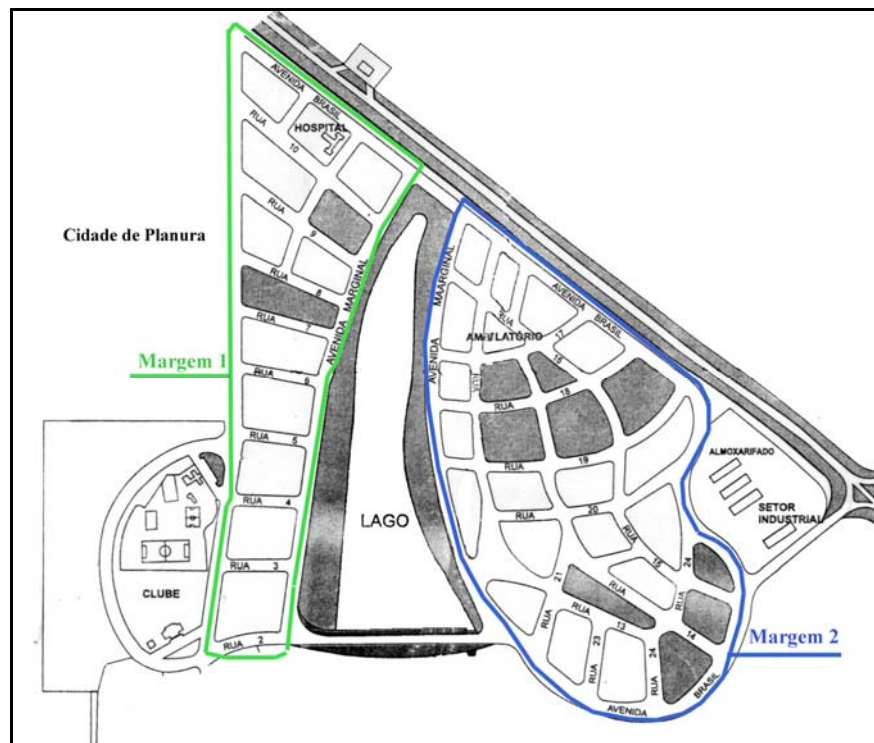 AVENIDA
BRASIL
HOSPITAL
RUA
10
RUA
9
Cidade de Planura
RUA
8
RUA
7
AVENIDA MARGINAL
Margem 1
RUA
6
RUA
5
RUA
4
RUA
3
RUA
2
1
CLUBE
LAGO
AVENIDA
MAARGINAL
AVENIDA
BRASIL
RUA
17
15
RUA
RUA
18
RUA
19
RUA
20
RUA
15
21
RUA
13
RUA
RUA
23
RUA
24
24
RUA
14
AVENIDA
BRASIL
ALMOXARIFADO
SETOR
INDUSTRIAL
Margem 2